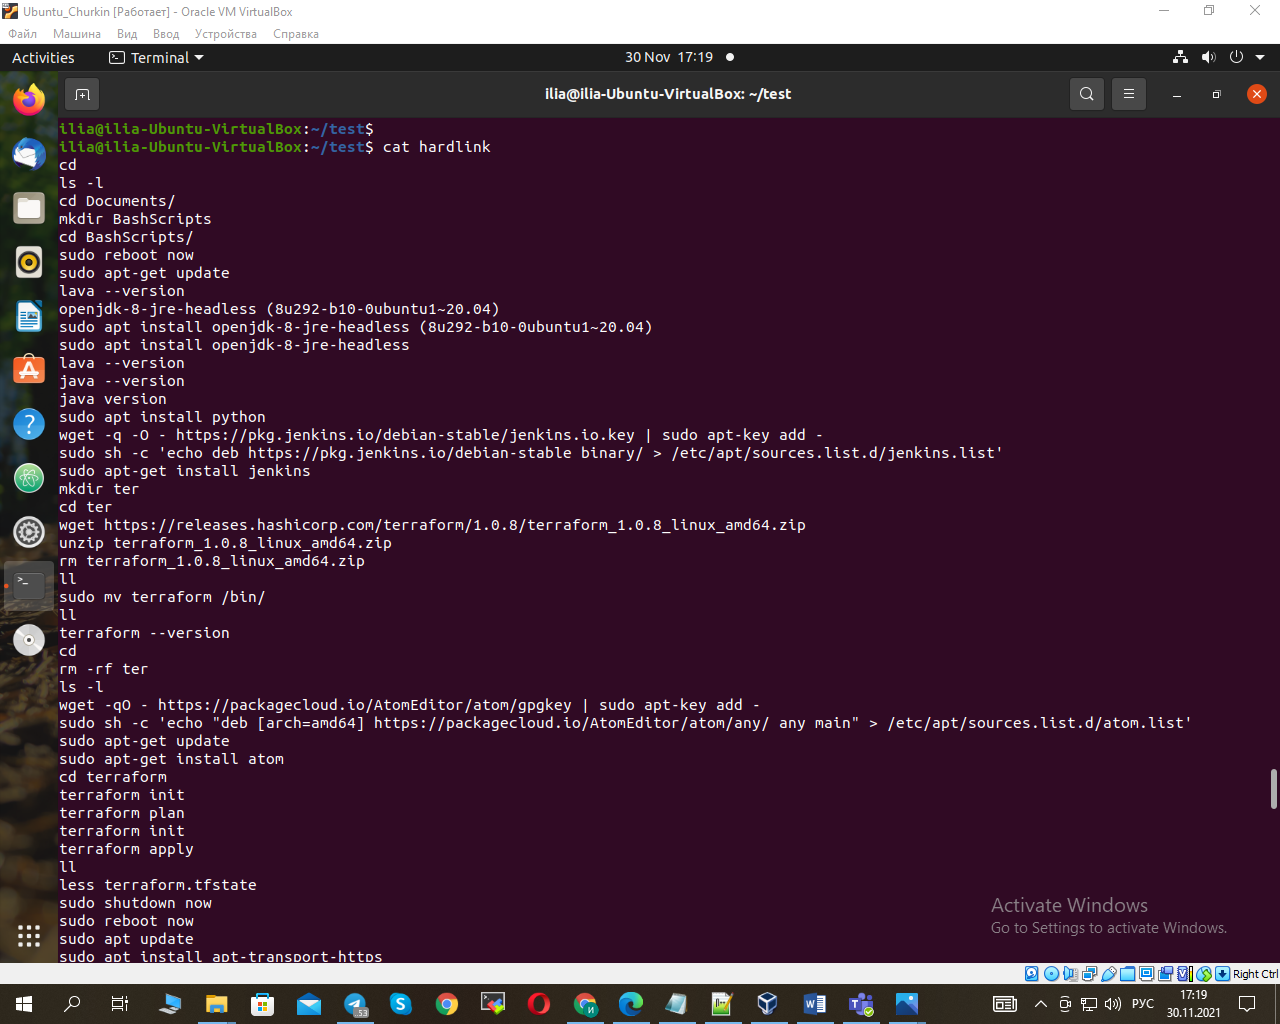 Ubuntu_Churkin [Работает] - Oracle VM VirtualBox
Файл Машина Вид Ввод Устройства Справка
Activities Terminal 30 Nov 17:19
ilia@ilia-Ubuntu-VirtualBox: ~/test
ilia@ilia-Ubuntu-VirtualBox:~/test$
ilia@ilia-Ubuntu-VirtualBox:~/test$ cat hardlink
cd
ls -l
cd Documents/
mkdir BashScripts
cd BashScripts/
sudo reboot now
sudo apt-get update
lava --version
openjdk-8-jre-headless (8u292-b10-0ubuntu1~20.04)
sudo apt install openjdk-8-jre-headless (8u292-b10-0ubuntu1~20.04)
sudo apt install openjdk-8-jre-headless
lava --version
java --version
java version
sudo apt install python
wget -q -O - https://pkg.jenkins.io/debian-stable/jenkins.io.key | sudo apt-key add -
sudo sh -c 'echo deb https://pkg.jenkins.io/debian-stable binary/ > /etc/apt/sources.list.d/jenkins.list'
sudo apt-get install jenkins
mkdir ter
cd ter
wget https://releases.hashicorp.com/terraform/1.0.8/terraform_1.0.8_linux_amd64.zip
unzip terraform_1.0.8_linux_amd64.zip
rm terraform_1.0.8_linux_amd64.zip
ll
sudo mv terraform /bin/
ll
terraform --version
cd
rm -rf ter
ls -l
wget -qO - https://packagecloud.io/AtomEditor/atom/gpgkey | sudo apt-key add -
sudo sh -c 'echo "deb [arch=amd64] https://packagecloud.io/AtomEditor/atom/any/ any main" > /etc/apt/sources.list.d/atom.list'
sudo apt-get update
sudo apt-get install atom
cd terraform
terraform init
terraform plan
terraform init
terraform apply
ll
less terraform.tfstate
sudo shutdown now
sudo reboot now
sudo apt update
sudo apt install apt-transport-https
Activate Windows
Go to Settings to activate Windows.
Right Ctrl
.53
РУС
17:19
30.11.2021